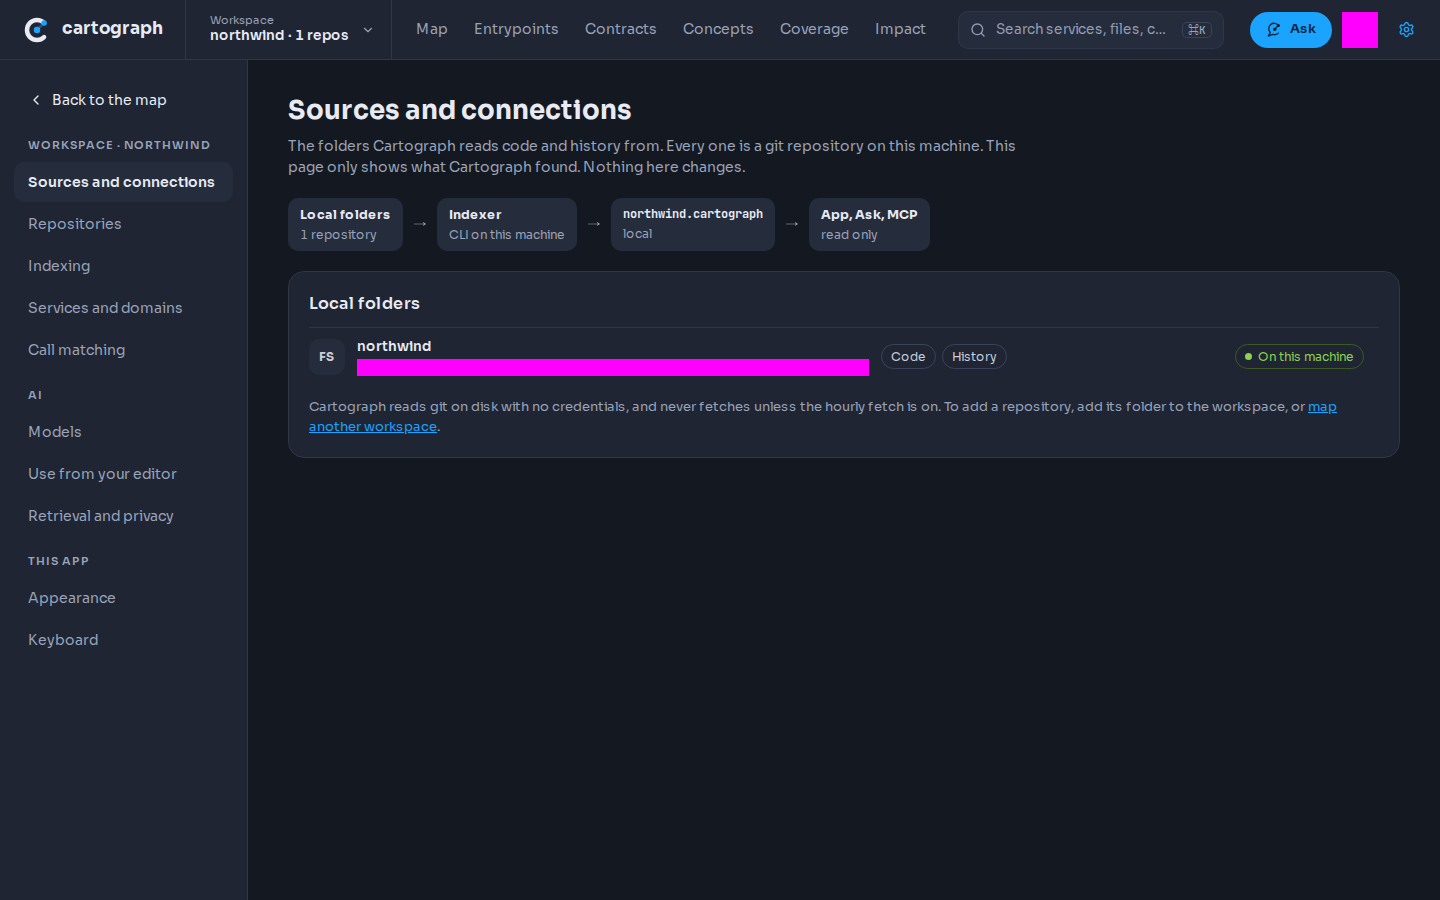 cartograph
Workspace
northwind · 1 repos
Map
Entrypoints
Contracts
Concepts
Coverage
Impact
Search services, files, c...
⌘K
Ask
Back to the map
WORKSPACE · NORTHWIND
Sources and connections
Repositories
Indexing
Services and domains
Call matching
AI
Models
Use from your editor
Retrieval and privacy
THIS APP
Appearance
Keyboard
Sources and connections
The folders Cartograph reads code and history from. Every one is a git repository on this machine. This
page only shows what Cartograph found. Nothing here changes.
Local folders
1 repository
→
Indexer
CLI on this machine
→
northwind.cartograph
local
→
App, Ask, MCP
read only
Local folders
FS
northwind
Code
History
On this machine
Cartograph reads git on disk with no credentials, and never fetches unless the hourly fetch is on. To add a repository, add its folder to the workspace, or map
another workspace.